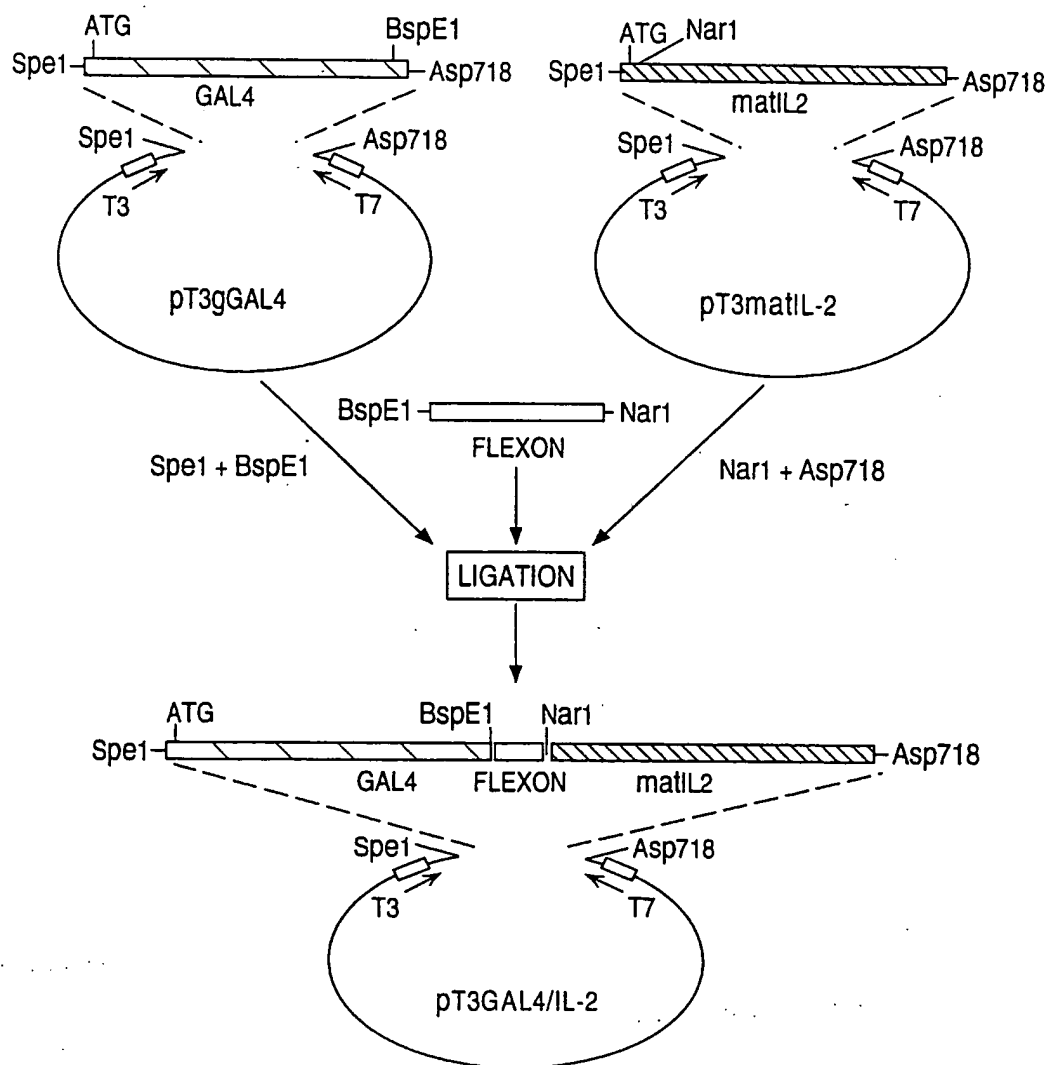 ATG
BspE1
Spe1
Asp718
GAL4
Spe1
Asp718
T3
T7
pT3gGAL4
ATG
Nar1
Spe1
Asp718
matIL2
Spe1
Asp718
T3
T7
pT3matIL-2
BspE1
Nar1
FLEXON
Spe1 + BspE1
Nar1 + Asp718
LIGATION
ATG
BspE1
Nar1
Spe1
Asp718
GAL4
FLEXON
matIL2
Spe1
Asp718
T3
T7
pT3GAL4/IL-2